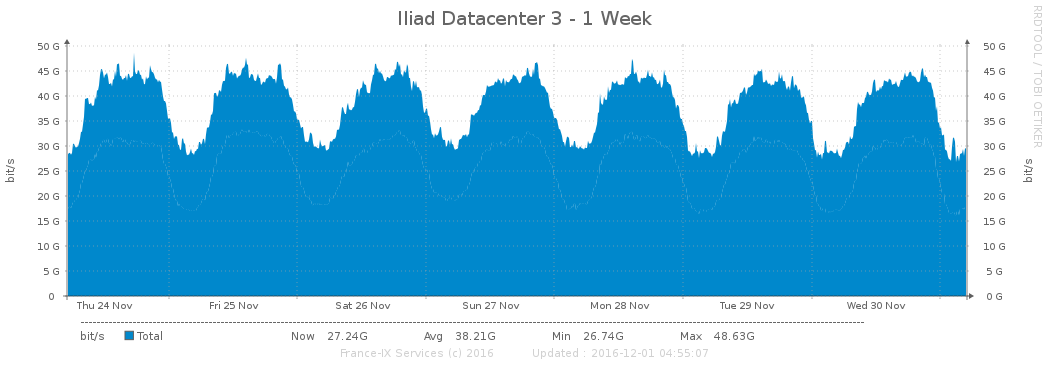 Iliad Datacenter 3 - 1 Week
RRDTOOL / TOBI OETIKER
50 G 50 G
45 G 45 G
40 G 40 G
35 G 35 G
30 G 30 G
25 G 25 G
20 G 20 G
15 G 15 G
10 G 10 G
5 G 5 G
0 0 G
bit/s bit/s
Thu 24 Nov Fri 25 Nov Sat 26 Nov Sun 27 Nov Mon 28 Nov Tue 29 Nov Wed 30 Nov
bit/s Total Now 27.24G Avg 38.21G Min 26.74G Max 48.63G
France-IX Services (c) 2016 Updated : 2016-12-01 04:55:07